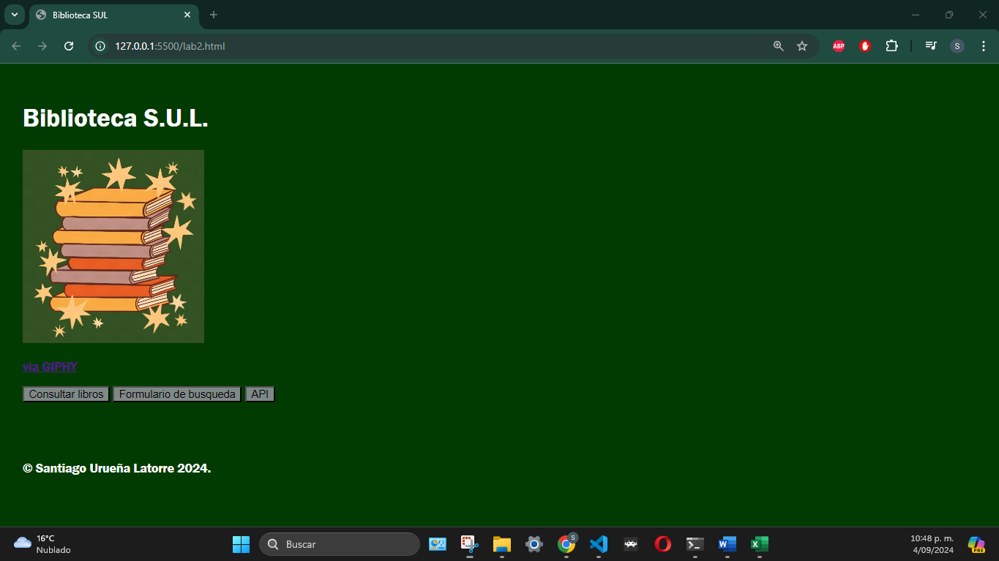 Biblioteca SUL
127.0.0.1:5500/lab2.html
ABP
S
Biblioteca S.U.L.
via GIPHY
Consultar libros Formulario de busqueda API
© Santiago Urueña Latorre 2024.
16°C
Nublado
Buscar
S
W
X
PRE
10:48 p. m.
4/09/2024